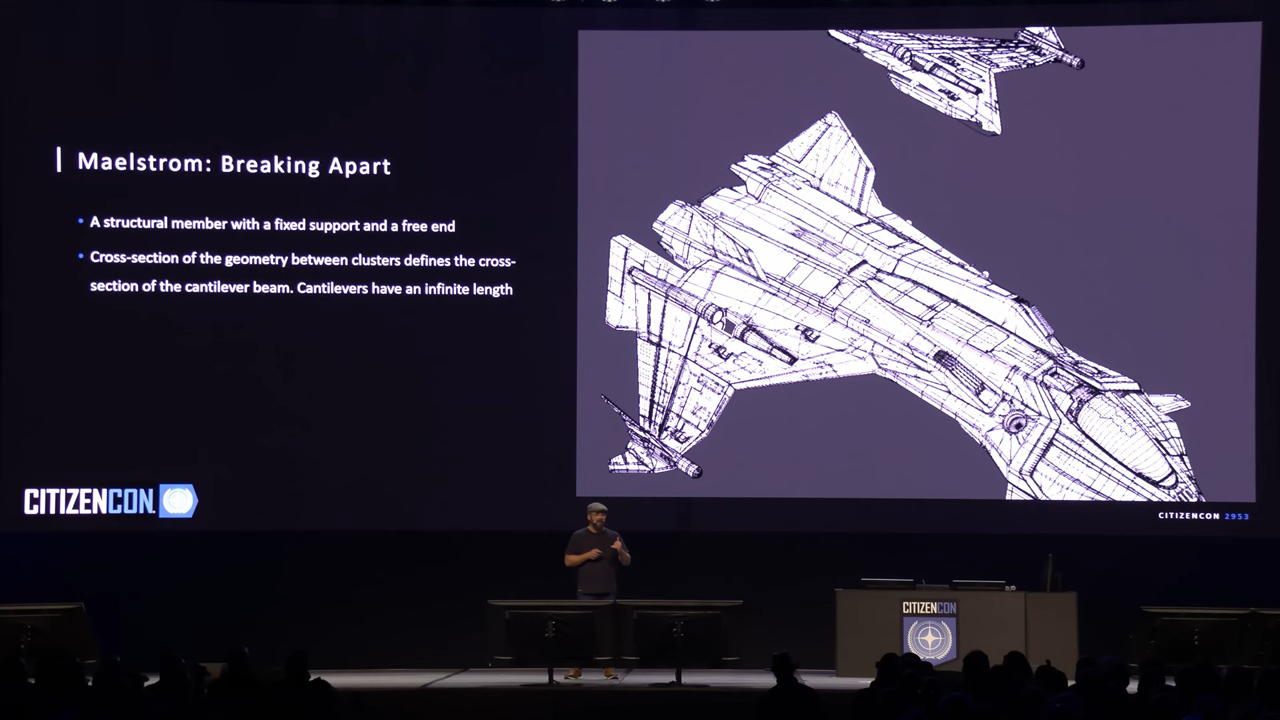 Maelstrom: Breaking Apart
• A structural member with a fixed support and a free end
• Cross-section of the geometry between clusters defines the cross-
section of the cantilever beam. Cantilevers have an infinite length
CITIZENCON
CITIZENCON 2953
CITIZENCON